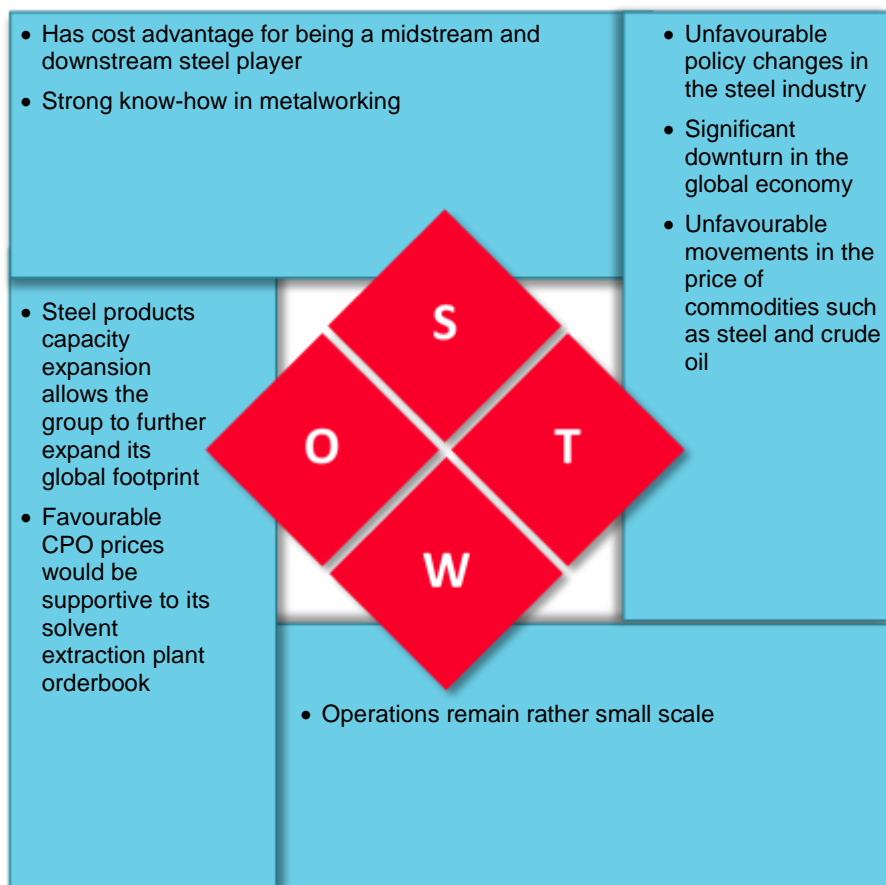 • Has cost advantage for being a midstream and
downstream steel player
• Strong know-how in metalworking
• Unfavourable
policy changes in
the steel industry
• Significant
downturn in the
global economy
• Unfavourable
movements in the
price of
commodities such
as steel and crude
oil
• Steel products
capacity
expansion
allows the
group to further
expand its
global footprint
• Favourable
CPO prices
would be
supportive to its
solvent
extraction plant
orderbook
S
O
T
W
• Operations remain rather small scale